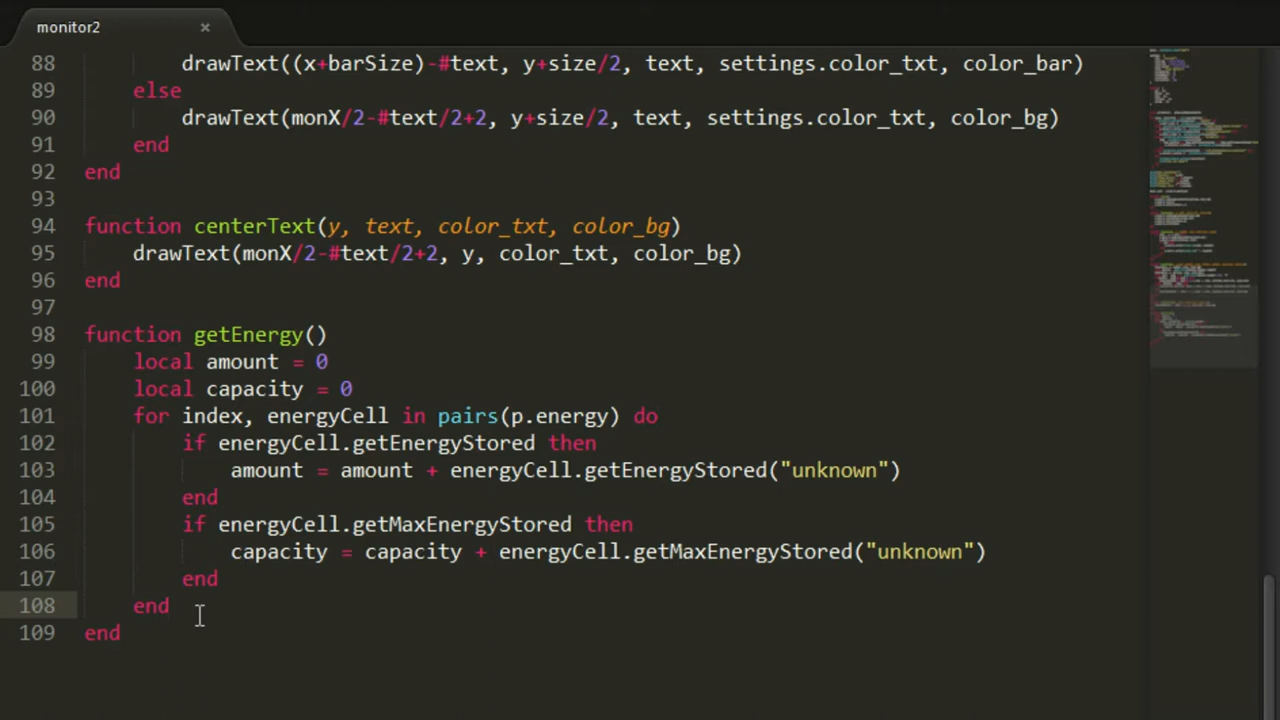 monitor2 ×
88 drawText((x+barSize)-#text, y+size/2, text, settings.color_txt, color_bar)
89 else
90 drawText(monX/2-#text/2+2, y+size/2, text, settings.color_txt, color_bg)
91 end
92 end
93
94 function centerText(y, text, color_txt, color_bg)
95 drawText(monX/2-#text/2+2, y, color_txt, color_bg)
96 end
97
98 function getEnergy()
99 local amount = 0
100 local capacity = 0
101 for index, energyCell in pairs(p.energy) do
102 if energyCell.getEnergyStored then
103 amount = amount + energyCell.getEnergyStored("unknown")
104 end
105 if energyCell.getMaxEnergyStored then
106 capacity = capacity + energyCell.getMaxEnergyStored("unknown")
107 end
108 end
109 end